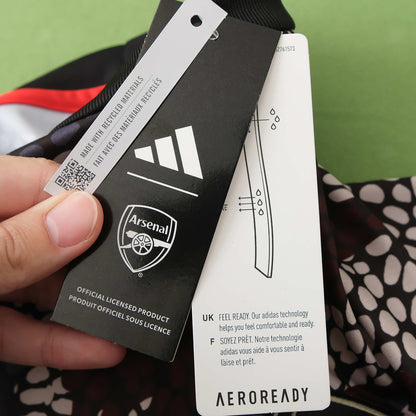 MADE WITH RECYCLED MATERIALS
FAIT AVEC DES MATÉRIAUX RECYCLÉS
Arsenal
OFFICIAL LICENSED PRODUCT
PRODUIT OFFICIEL SOUS LICENCE
UK FEEL READY. Our adidas technology
helps you feel comfortable and ready.
F SOYEZ PRÊT. Notre technologie
adidas vous aide à vous sentir à
l'aise et prêt.
AEROREADY